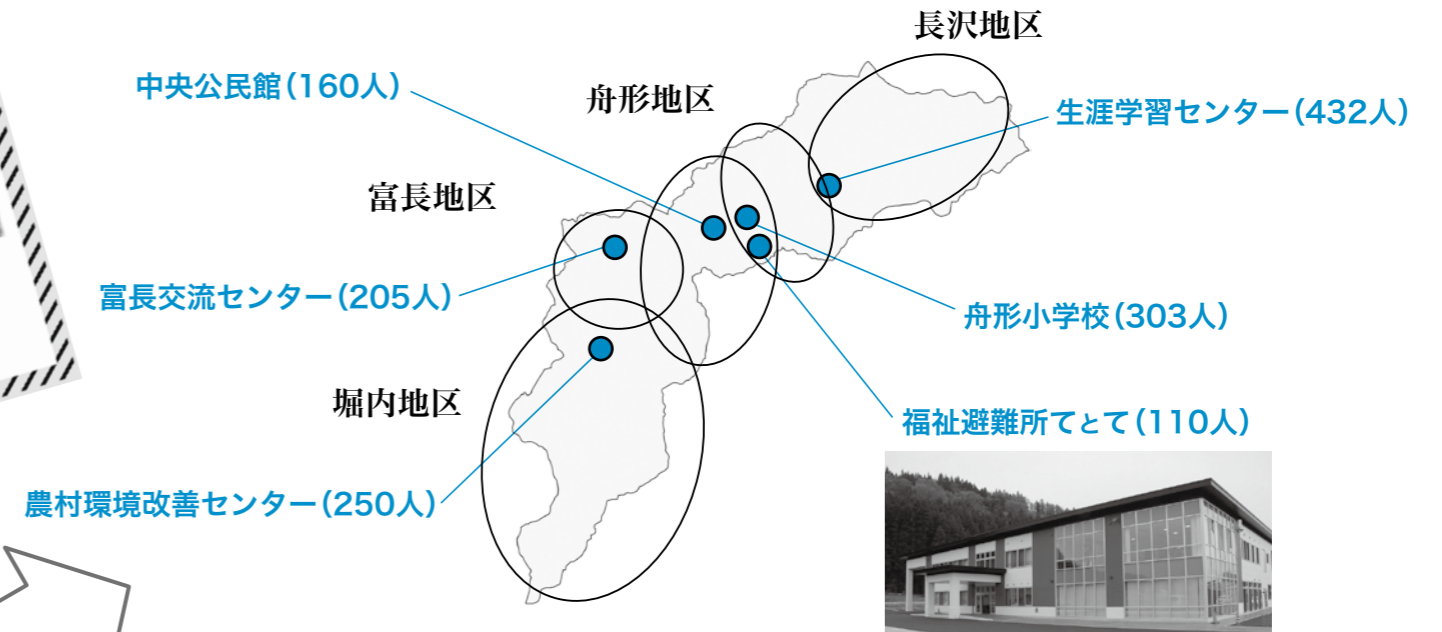 長沢地区
中央公民館（160人）
舟形地区
生涯学習センター（432人）
富長地区
富長交流センター（205人）
舟形小学校（303人）
堀内地区
福祉避難所てとて（110人）
農村環境改善センター（250人）